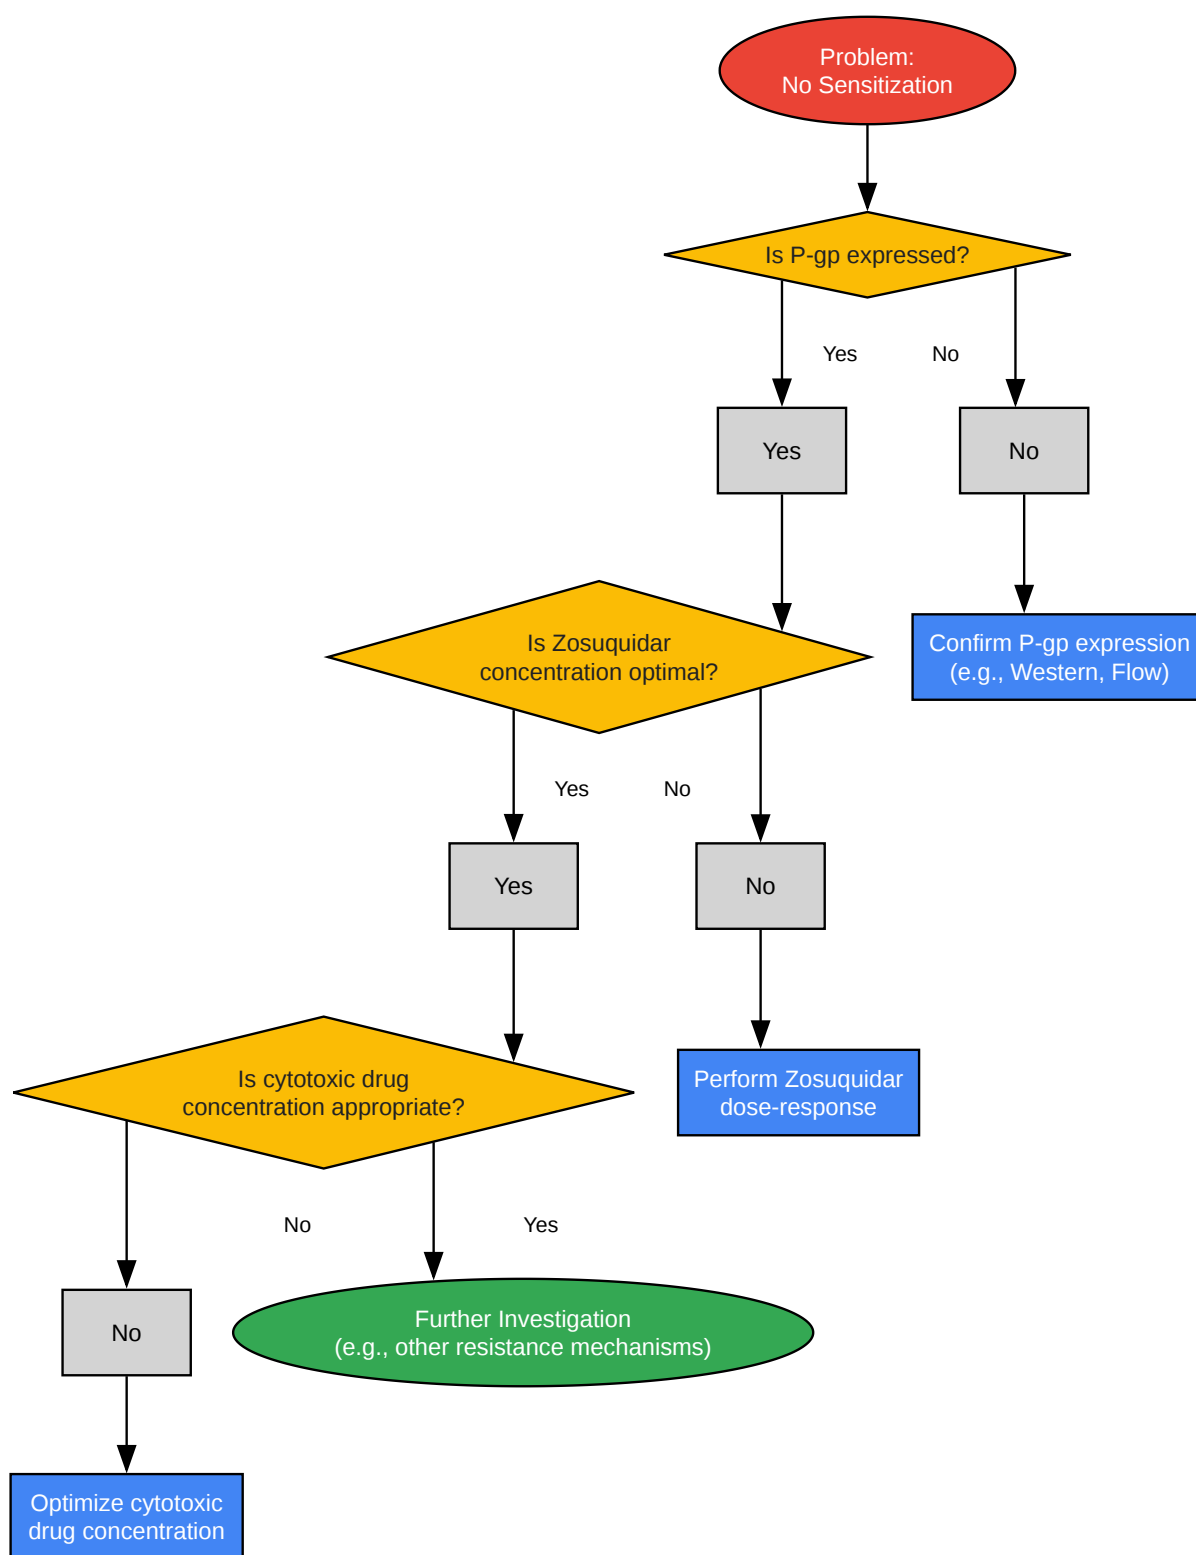 Problem:
No Sensitization
Is P-gp expressed?
Yes
No
Yes
No
Is Zosuquidar
concentration optimal?
Confirm P-gp expression
(e.g., Western, Flow)
Yes
No
Yes
No
Is cytotoxic drug
concentration appropriate?
Perform Zosuquidar
dose-response
No
Yes
No
Further Investigation
(e.g., other resistance mechanisms)
Optimize cytotoxic
drug concentration